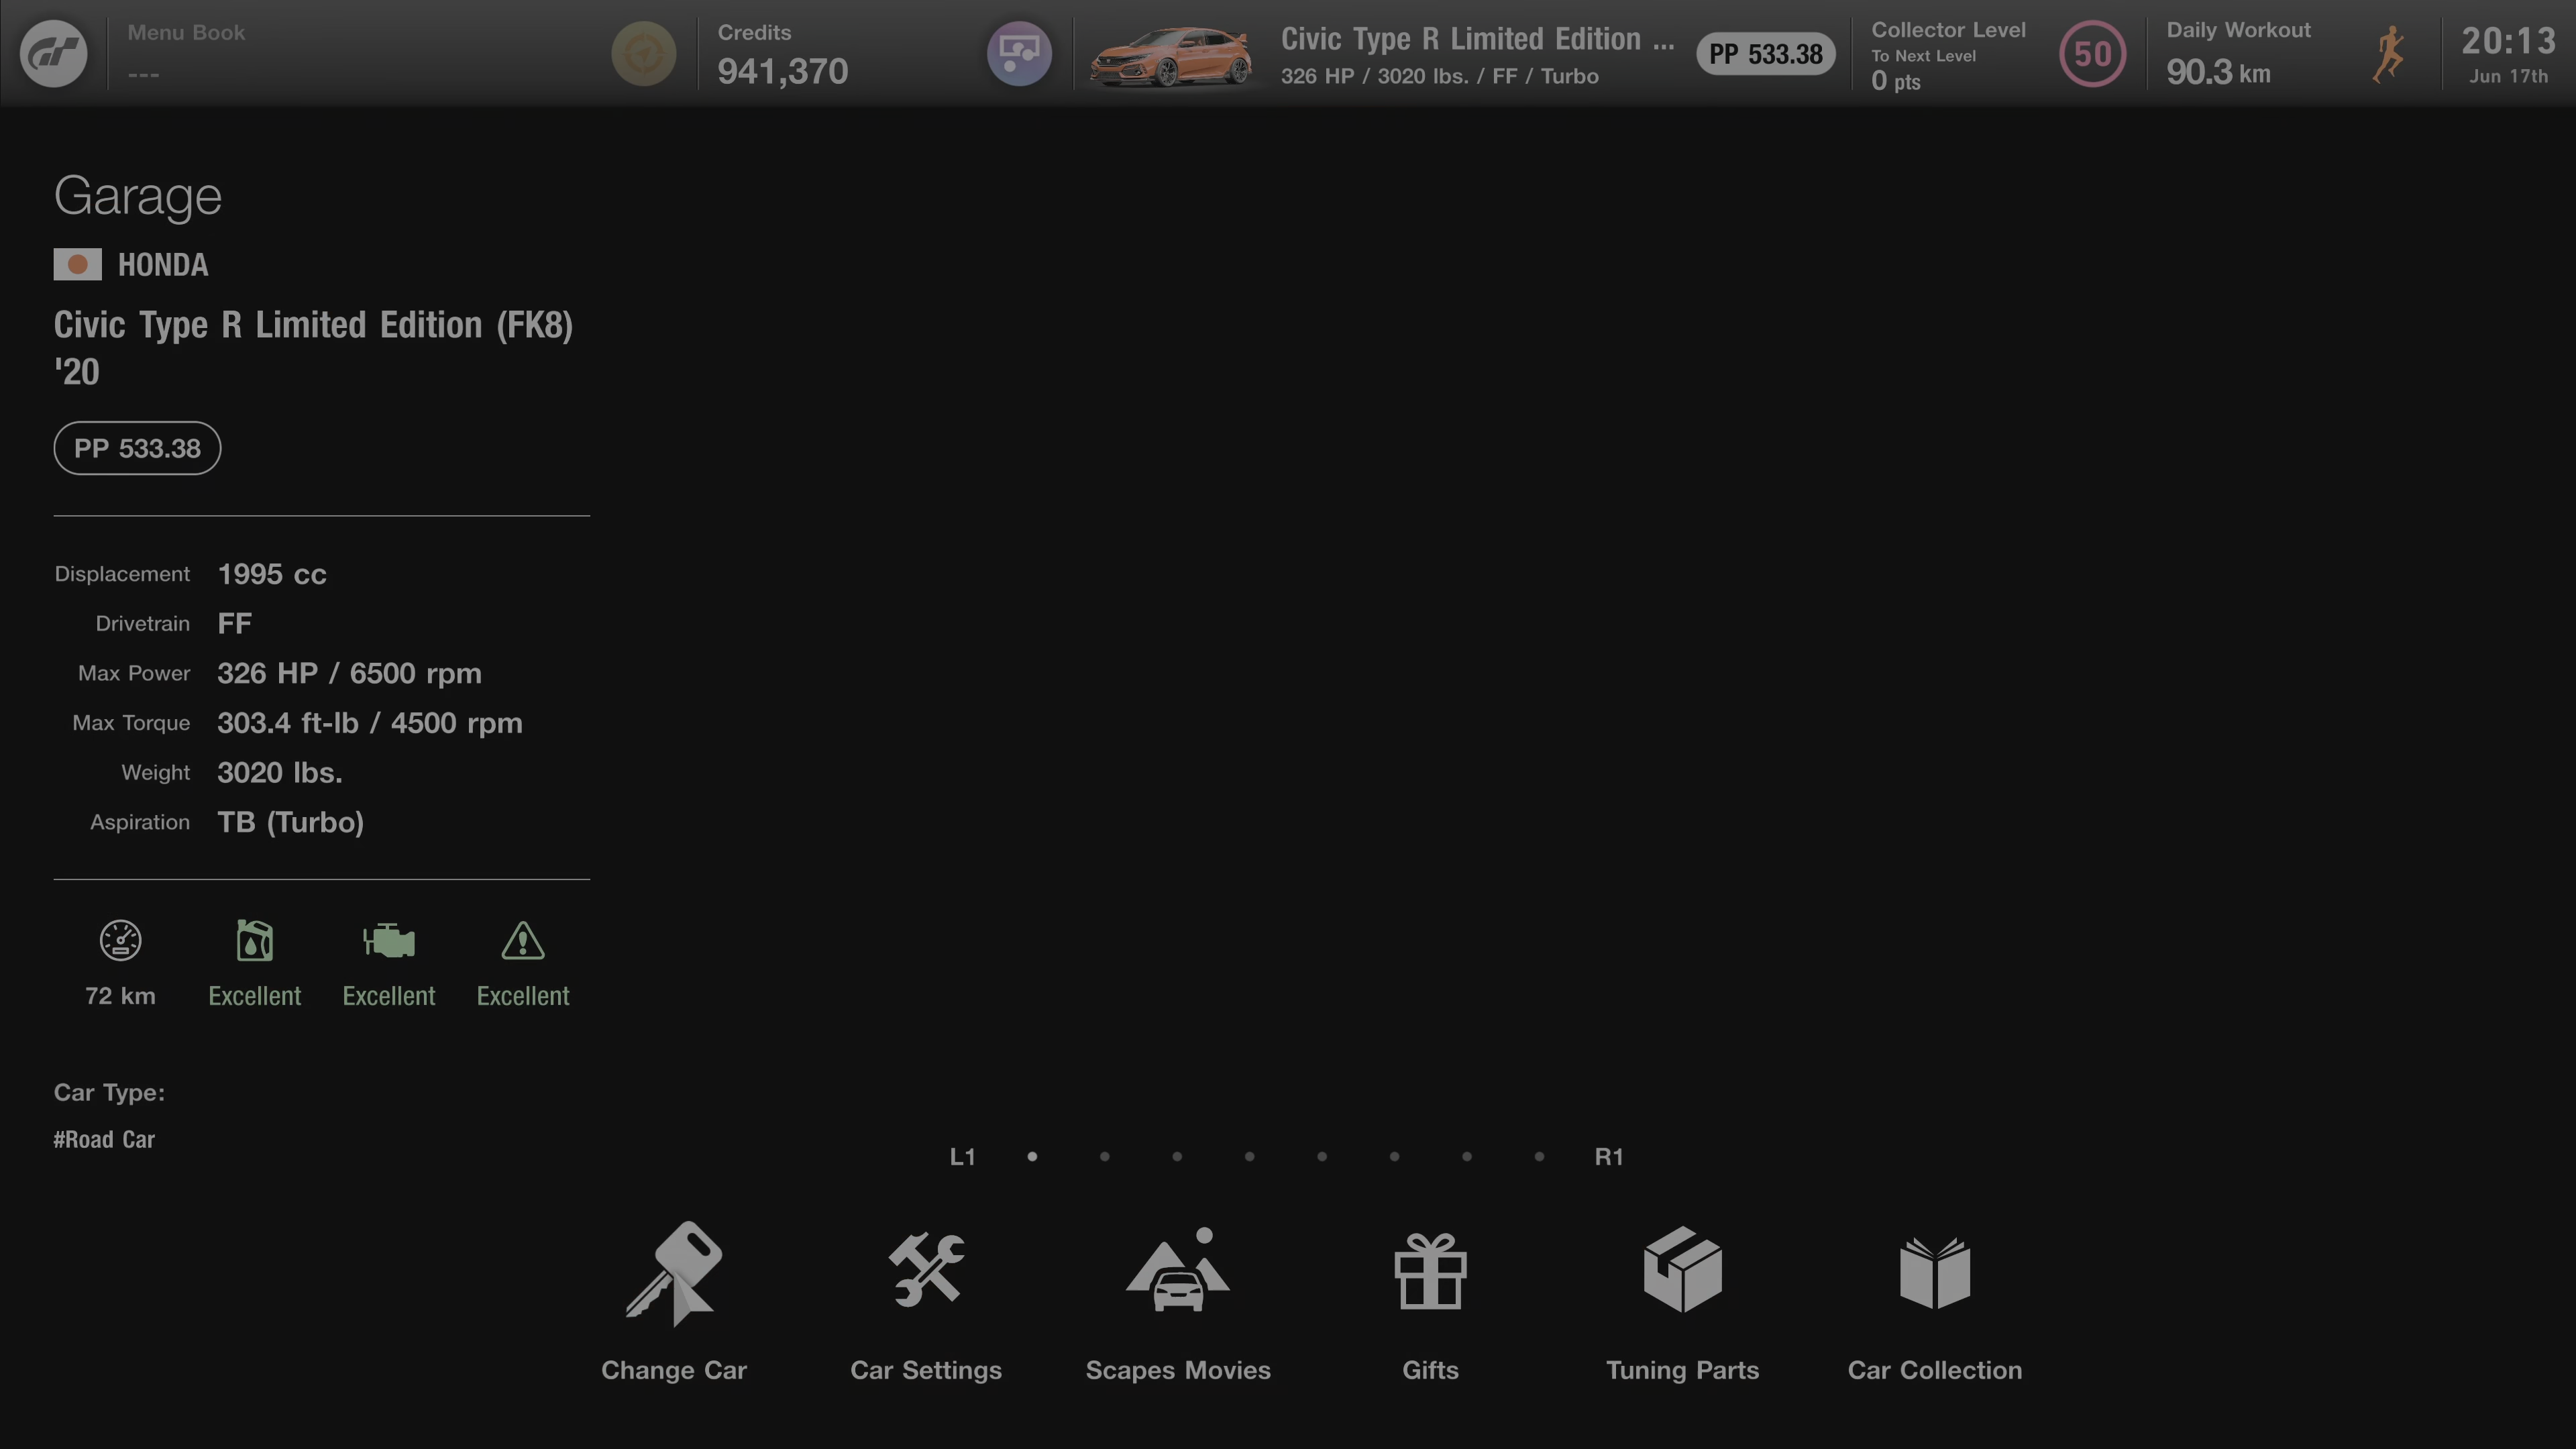 Menu Book
---
Credits
941,370
Civic Type R Limited Edition ...
326 HP / 3020 lbs. / FF / Turbo
PP 533.38
Collector Level
To Next Level
0 pts
50
Daily Workout
90.3 km
20:13
Jun 17th
Garage
HONDA
Civic Type R Limited Edition (FK8)
'20
PP 533.38
Displacement 1995 cc
Drivetrain FF
Max Power 326 HP / 6500 rpm
Max Torque 303.4 ft-lb / 4500 rpm
Weight 3020 lbs.
Aspiration TB (Turbo)
72 km Excellent Excellent Excellent
Car Type:
#Road Car
L1 R1
Change Car Car Settings Scapes Movies Gifts Tuning Parts Car Collection